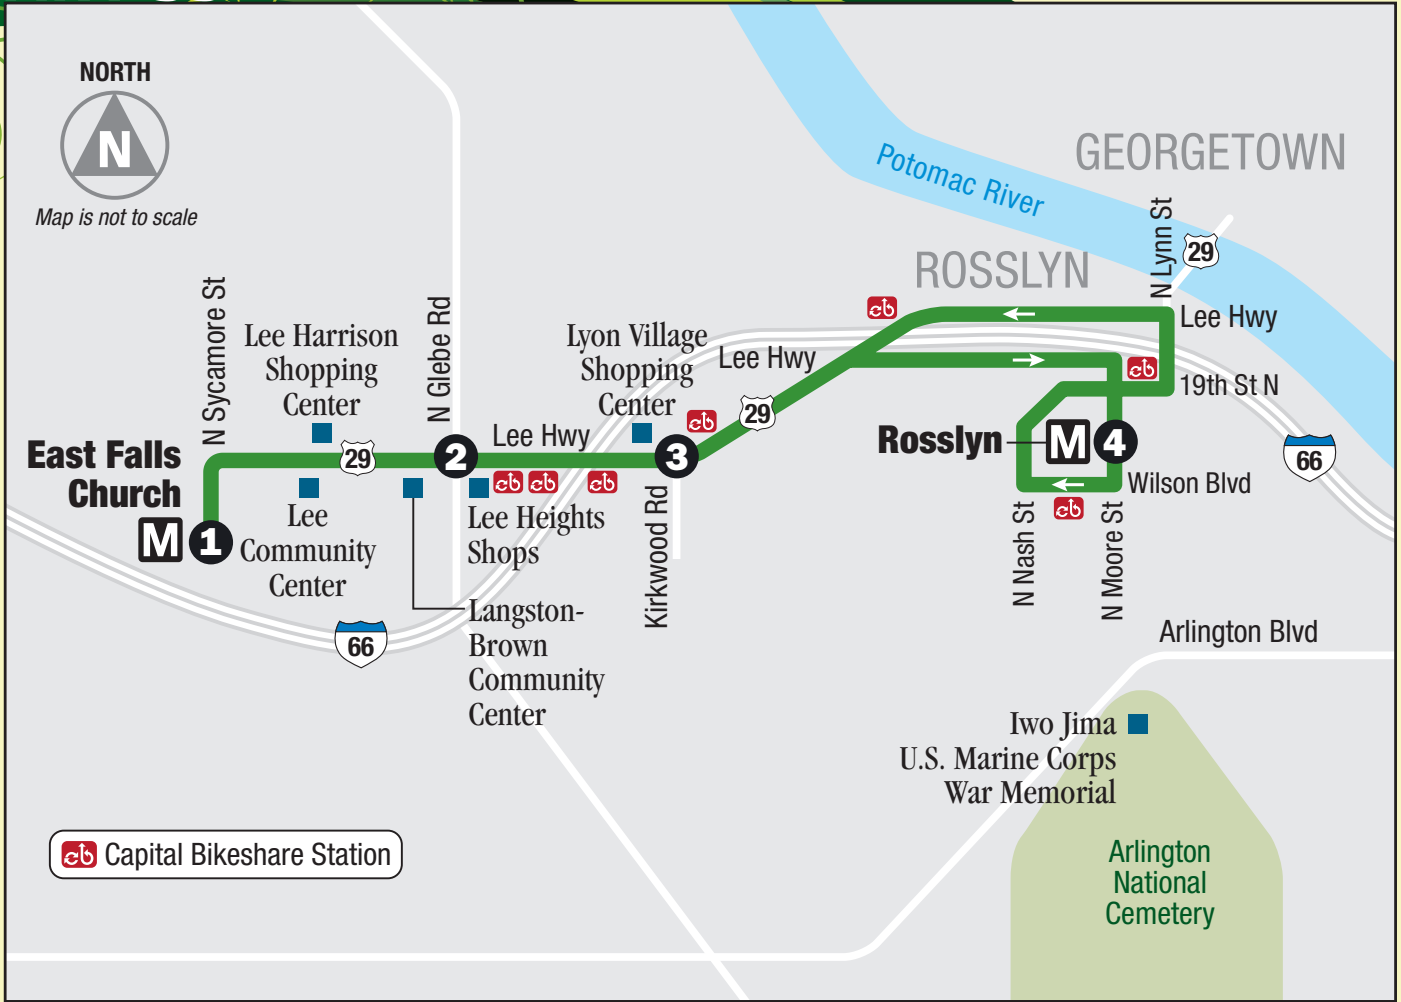 NORTH
N
Map is not to scale
GEORGETOWN
Potomac River
N Lynn St
29
ROSSLYN
N Sycamore St
Lee Harrison
Shopping
Center
N Glebe Rd
Lyon Village
Shopping
Center
Lee Hwy
Lee Hwy
19th St N
29
Lee Hwy
East Falls
Church
29
2
3
Rosslyn
M
4
66
M
1
Lee
Community
Center
Lee Heights
Shops
Kirkwood Rd
Wilson Blvd
N Nash St
N Moore St
66
Langston-
Brown
Community
Center
Arlington Blvd
Iwo Jima
U.S. Marine Corps
War Memorial
cb Capital Bikeshare Station
Arlington
National
Cemetery